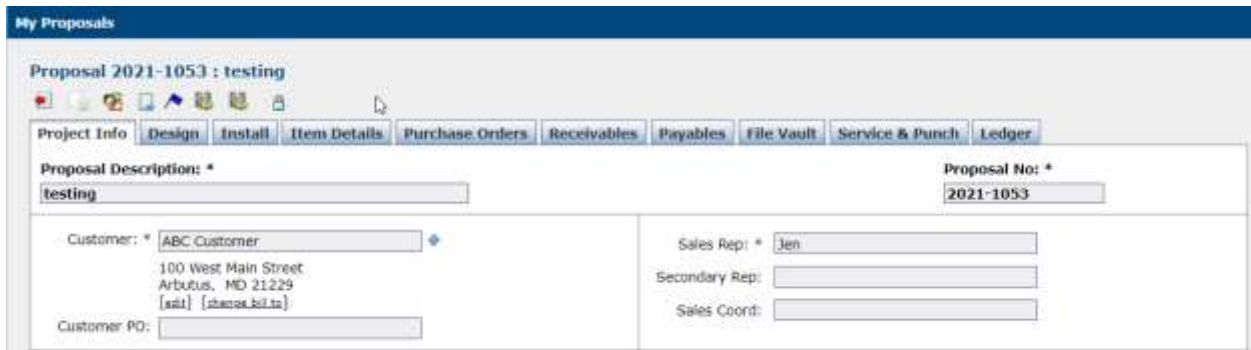 My Proposals
Proposal 2021-1053 : testing
Project Info Design Install Item Details Purchase Orders Receivables Payables File Vault Service & Punch Ledger
Proposal Description: * Proposal No: *
testing 2021-1053
Customer: * ABC Customer Sales Rep: * Jen
100 West Main Street
Arbutus, MD 21229 Secondary Rep:
[edit] [change bill to] Sales Coord:
Customer PO: